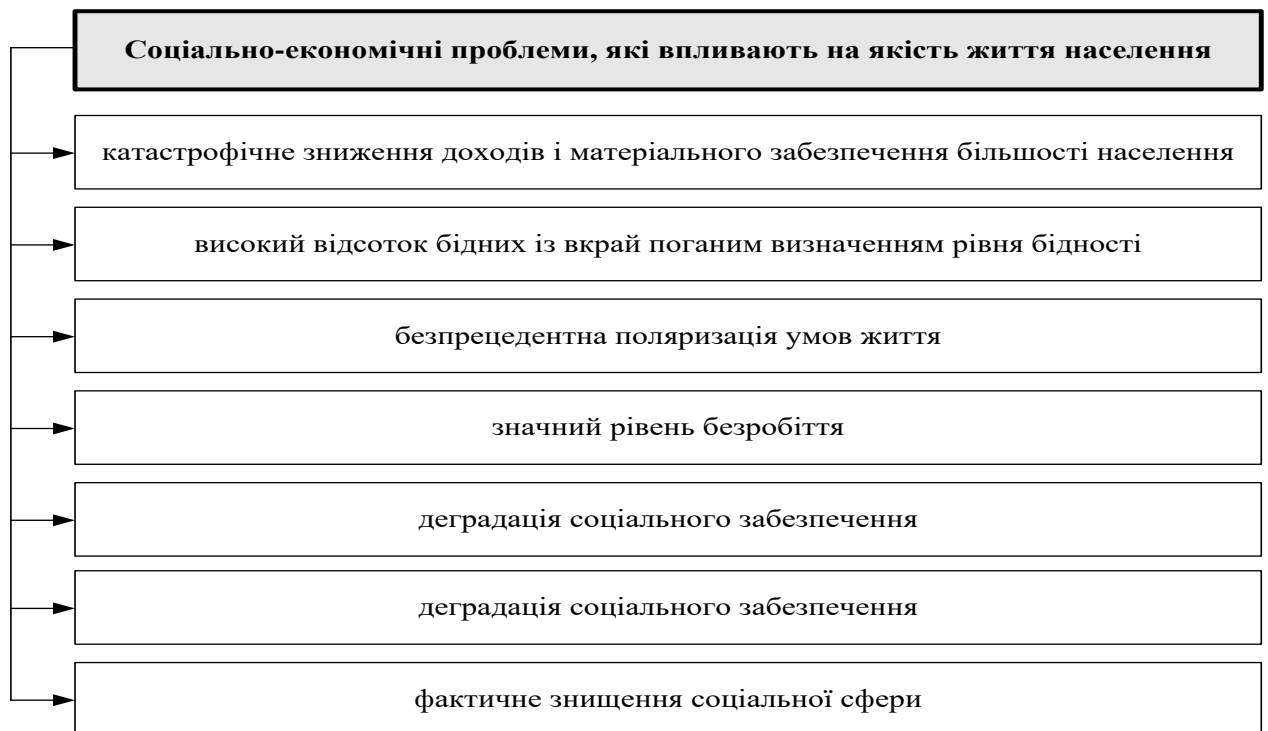 Соціально-економічні проблеми, які впливають на якість життя населення
катастрофічне зниження доходів і матеріального забезпечення більшості населення
високий відсоток бідних із вкрай поганим визначенням рівня бідності
безпрецедентна поляризація умов життя
значний рівень безробіття
деградація соціального забезпечення
деградація соціального забезпечення
фактичне знищення соціальної сфери